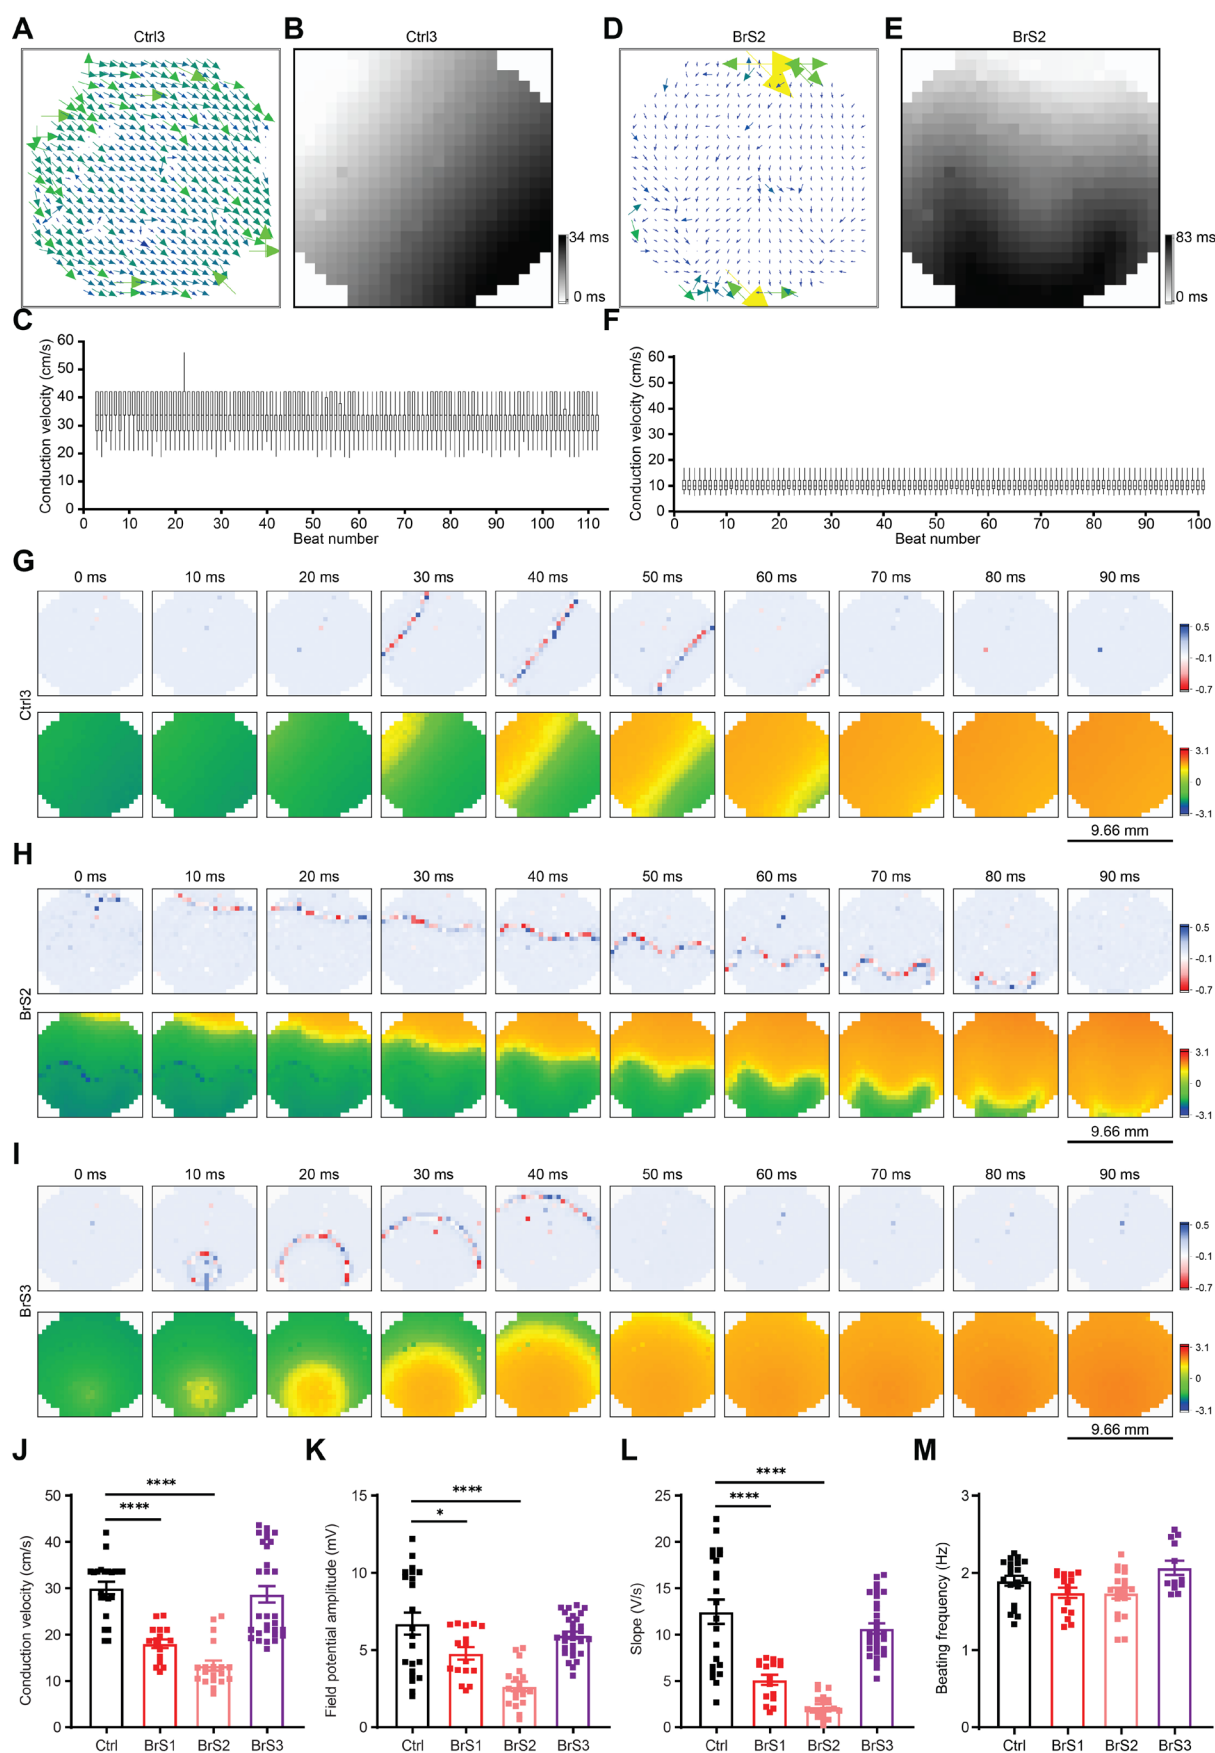 A Ctrl3 B Ctrl3 D BrS2 E BrS2
34 ms
0 ms
83 ms
0 ms
C
Conduction velocity (cm/s)
60
50
40
30
20
10
0
0 10 20 30 40 50 60 70 80 90 100 110
Beat number
F
Conduction velocity (cm/s)
60
50
40
30
20
10
0
0 10 20 30 40 50 60 70 80 90 100
Beat number
G
0 ms 10 ms 20 ms 30 ms 40 ms 50 ms 60 ms 70 ms 80 ms 90 ms
Ctrl3
0.5
-0.1
-0.7
3.1
0
-3.1
9.66 mm
H
0 ms 10 ms 20 ms 30 ms 40 ms 50 ms 60 ms 70 ms 80 ms 90 ms
BrS2
0.5
-0.1
-0.7
3.1
0
-3.1
9.66 mm
I
0 ms 10 ms 20 ms 30 ms 40 ms 50 ms 60 ms 70 ms 80 ms 90 ms
BrS3
0.5
-0.1
-0.7
3.1
0
-3.1
9.66 mm
J
Conduction velocity (cm/s)
50
40
30
20
10
0
****
****
Ctrl BrS1 BrS2 BrS3
K
Field potential amplitude (mV)
15
10
5
0
****
*
Ctrl BrS1 BrS2 BrS3
L
Slope (V/s)
25
20
15
10
5
0
****
****
Ctrl BrS1 BrS2 BrS3
M
Beating frequency (Hz)
3
2
1
0
Ctrl BrS1 BrS2 BrS3